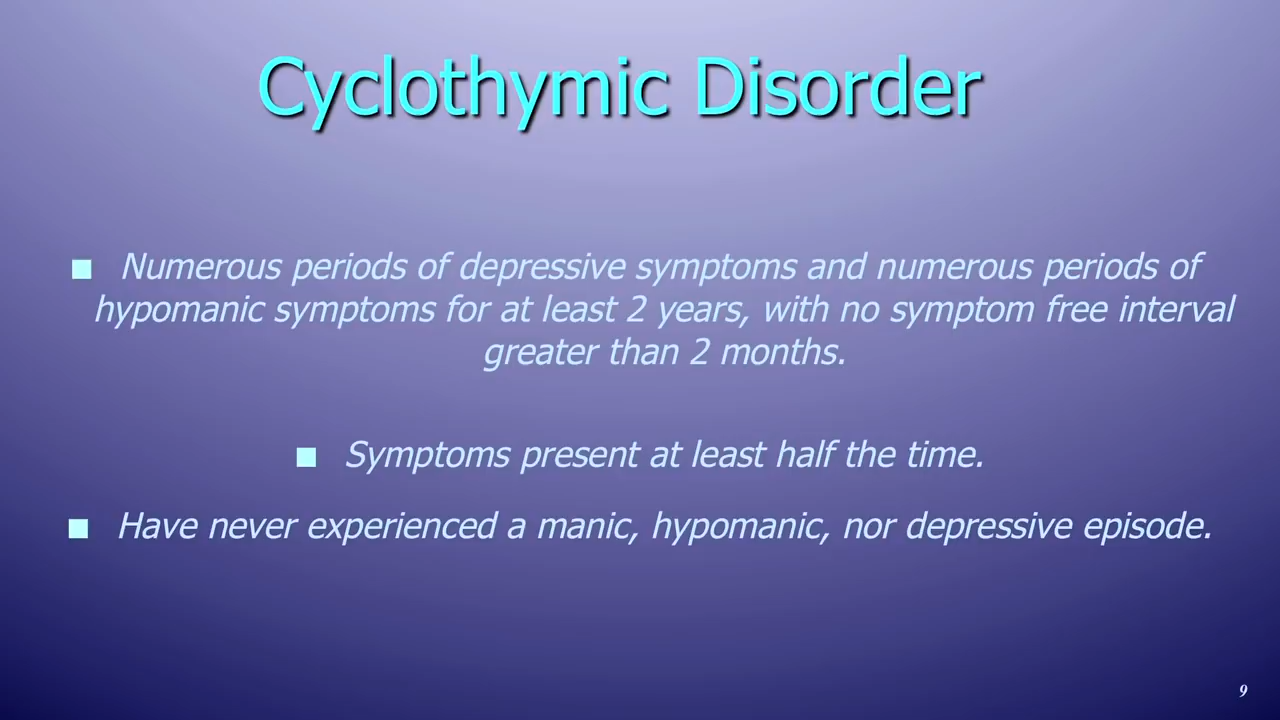 Cyclothymic Disorder
■ Numerous periods of depressive symptoms and numerous periods of
hypomanic symptoms for at least 2 years, with no symptom free interval
greater than 2 months.
■ Symptoms present at least half the time.
■ Have never experienced a manic, hypomanic, nor depressive episode.
9